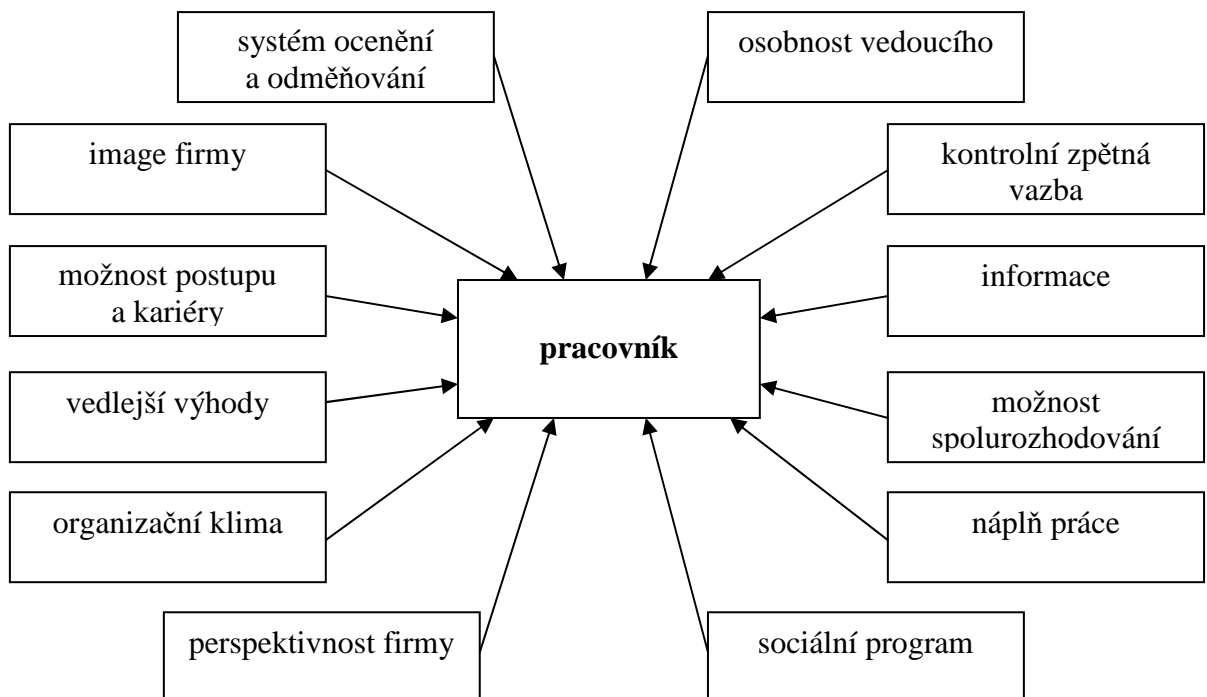 systém ocenění
a odměňování
osobnost vedoucího
image firmy
kontrolní zpětná
vazba
možnost postupu
a kariéry
informace
pracovník
vedlejší výhody
možnost
spolurozhodování
organizační klima
náplň práce
perspektivnost firmy
sociální program